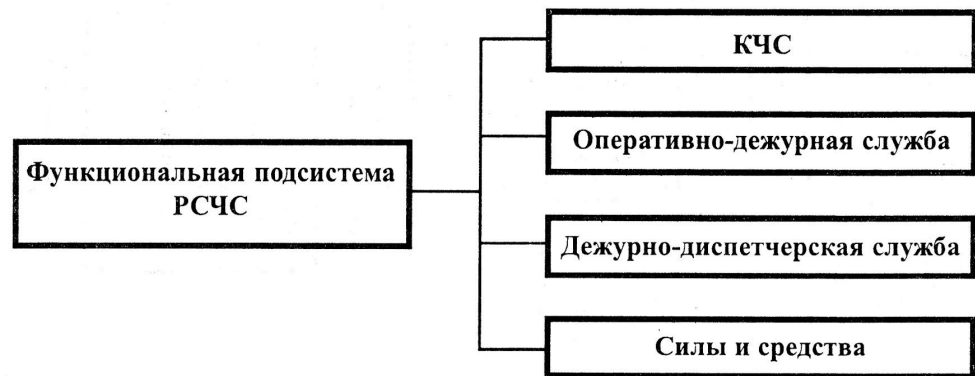 КЧС
Оперативно-дежурная служба
Функциональная подсистема
РСЧС
Дежурно-диспетчерская служба
Силы и средства